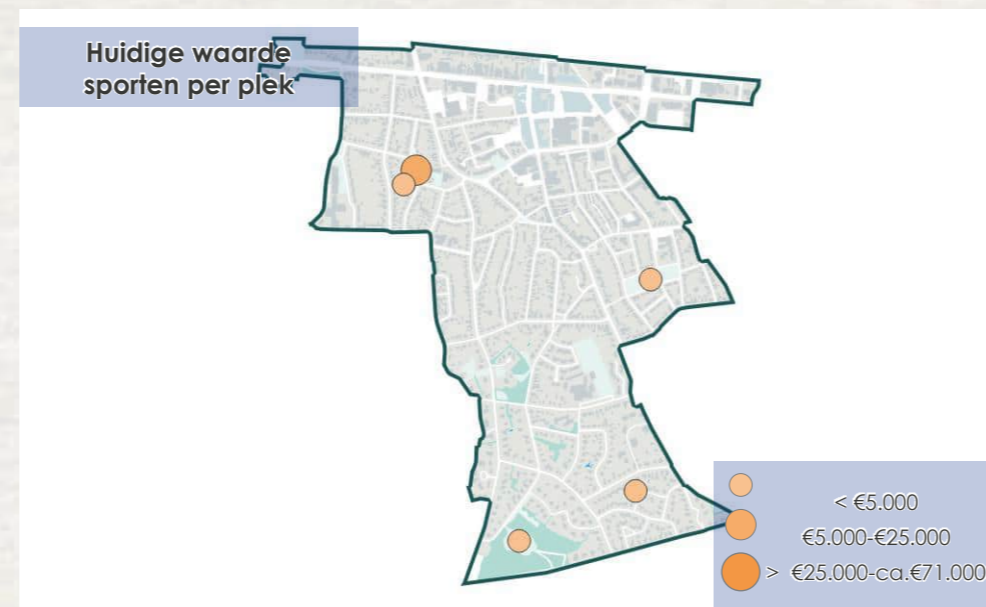 Huidige waarde
sporten per plek
< €5.000
€5.000-€25.000
> €25.000-ca.€71.000